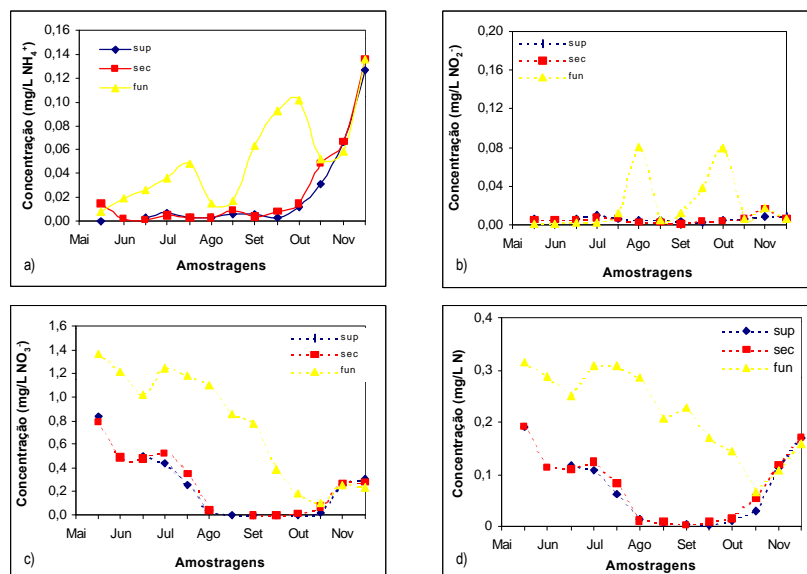 Concentração (mg/L NH₄⁺)
0,16
0,14
0,12
0,10
0,08
0,06
0,04
0,02
0,00
sup
sec
fun
Mai Jun Jul Ago Set Out Nov
Amostragens
a)
Concentração (mg/L NO₂⁻)
0,20
0,16
0,12
0,08
0,04
0,00
sup
sec
fun
Mai Jun Jul Ago Set Out Nov
Amostragens
b)
Concentração (mg/L NO₃⁻)
1,6
1,4
1,2
1,0
0,8
0,6
0,4
0,2
0,0
sup
sec
fun
Mai Jun Jul Ago Set Out Nov
Amostragens
c)
Concentração (mg/L N)
0,4
0,3
0,2
0,1
0
sup
sec
fun
Mai Jun Jul Ago Set Out Nov
Amostragens
d)